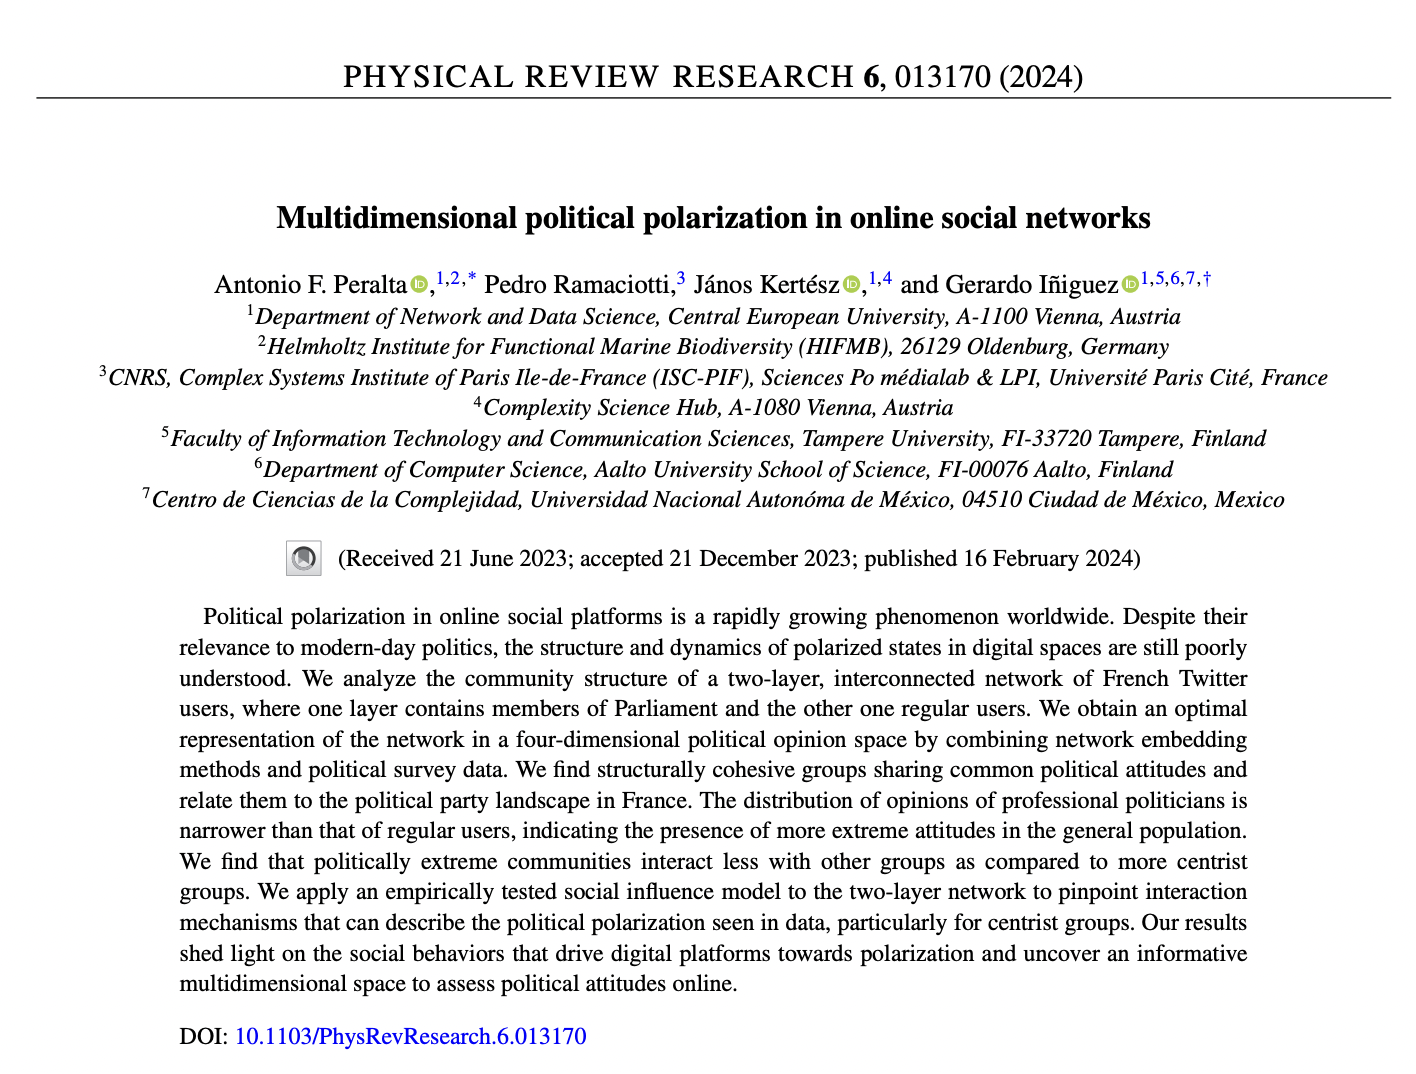 PHYSICAL REVIEW RESEARCH 6, 013170 (2024)
Multidimensional political polarization in online social networks
Antonio F. Peralta iD,1,2,* Pedro Ramaciotti,3 János Kertész iD,1,4 and Gerardo Iñiguez iD1,5,6,7,†
1Department of Network and Data Science, Central European University, A-1100 Vienna, Austria
2Helmholtz Institute for Functional Marine Biodiversity (HIFMB), 26129 Oldenburg, Germany
3CNRS, Complex Systems Institute of Paris Ile-de-France (ISC-PIF), Sciences Po médialab & LPI, Université Paris Cité, France
4Complexity Science Hub, A-1080 Vienna, Austria
5Faculty of Information Technology and Communication Sciences, Tampere University, FI-33720 Tampere, Finland
6Department of Computer Science, Aalto University School of Science, FI-00076 Aalto, Finland
7Centro de Ciencias de la Complejidad, Universidad Nacional Autonóma de México, 04510 Ciudad de México, Mexico
(Received 21 June 2023; accepted 21 December 2023; published 16 February 2024)
Political polarization in online social platforms is a rapidly growing phenomenon worldwide. Despite their
relevance to modern-day politics, the structure and dynamics of polarized states in digital spaces are still poorly
understood. We analyze the community structure of a two-layer, interconnected network of French Twitter
users, where one layer contains members of Parliament and the other one regular users. We obtain an optimal
representation of the network in a four-dimensional political opinion space by combining network embedding
methods and political survey data. We find structurally cohesive groups sharing common political attitudes and
relate them to the political party landscape in France. The distribution of opinions of professional politicians is
narrower than that of regular users, indicating the presence of more extreme attitudes in the general population.
We find that politically extreme communities interact less with other groups as compared to more centrist
groups. We apply an empirically tested social influence model to the two-layer network to pinpoint interaction
mechanisms that can describe the political polarization seen in data, particularly for centrist groups. Our results
shed light on the social behaviors that drive digital platforms towards polarization and uncover an informative
multidimensional space to assess political attitudes online.
DOI: 10.1103/PhysRevResearch.6.013170